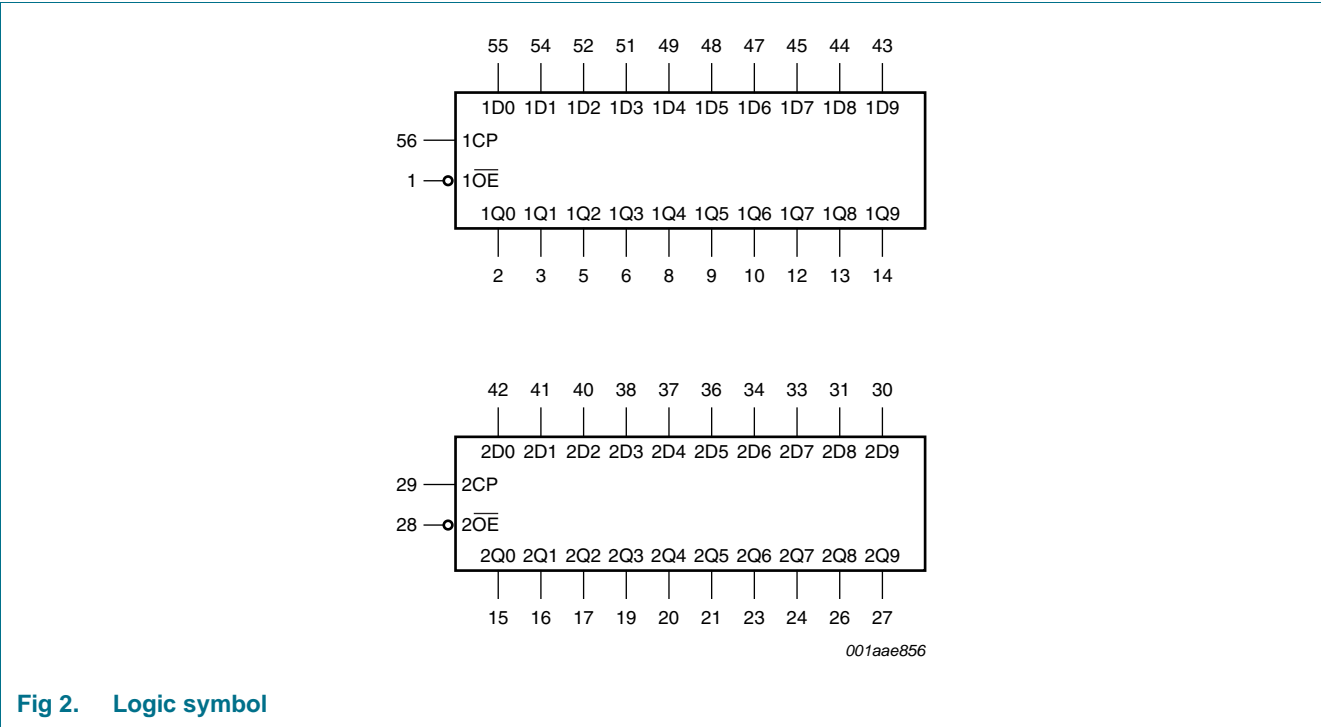 55 54 52 51 49 48 47 45 44 43
1D0 1D1 1D2 1D3 1D4 1D5 1D6 1D7 1D8 1D9
56 1CP
1 1O̅E̅
1Q0 1Q1 1Q2 1Q3 1Q4 1Q5 1Q6 1Q7 1Q8 1Q9
2 3 5 6 8 9 10 12 13 14
42 41 40 38 37 36 34 33 31 30
2D0 2D1 2D2 2D3 2D4 2D5 2D6 2D7 2D8 2D9
29 2CP
28 2O̅E̅
2Q0 2Q1 2Q2 2Q3 2Q4 2Q5 2Q6 2Q7 2Q8 2Q9
15 16 17 19 20 21 23 24 26 27
001aae856
Fig 2. Logic symbol